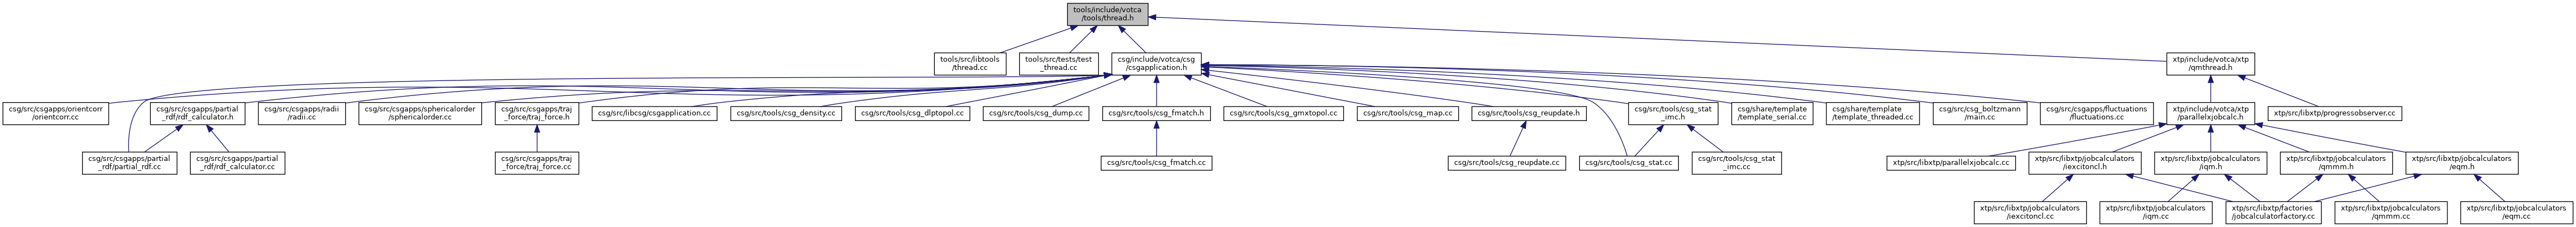 tools/include/votca
/tools/thread.h
tools/src/libtools
/thread.cc
tools/src/tests/test
_thread.cc
csg/include/votca/csg
/csgapplication.h
xtp/include/votca/xtp
/qmthread.h
csg/src/csgapps/orientcorr
/orientcorr.cc
csg/src/csgapps/partial
_rdf/rdf_calculator.h
csg/src/csgapps/radii
/radii.cc
csg/src/csgapps/sphericalorder
/sphericalorder.cc
csg/src/csgapps/traj
_force/traj_force.h
csg/src/libcsg/csgapplication.cc
csg/src/tools/csg_density.cc
csg/src/tools/csg_dlptopol.cc
csg/src/tools/csg_dump.cc
csg/src/tools/csg_fmatch.h
csg/src/tools/csg_gmxtopol.cc
csg/src/tools/csg_map.cc
csg/src/tools/csg_reupdate.h
csg/src/tools/csg_stat
_imc.h
csg/share/template
/template_serial.cc
csg/share/template
/template_threaded.cc
csg/src/csg_boltzmann
/main.cc
csg/src/csgapps/fluctuations
/fluctuations.cc
xtp/include/votca/xtp
/parallelxjobcalc.h
xtp/src/libxtp/progressobserver.cc
csg/src/csgapps/partial
_rdf/partial_rdf.cc
csg/src/csgapps/partial
_rdf/rdf_calculator.cc
csg/src/csgapps/traj
_force/traj_force.cc
csg/src/tools/csg_fmatch.cc
csg/src/tools/csg_reupdate.cc
csg/src/tools/csg_stat.cc
csg/src/tools/csg_stat
_imc.cc
xtp/src/libxtp/parallelxjobcalc.cc
xtp/src/libxtp/jobcalculators
/iexcitoncl.h
xtp/src/libxtp/jobcalculators
/iqm.h
xtp/src/libxtp/jobcalculators
/qmmm.h
xtp/src/libxtp/jobcalculators
/eqm.h
xtp/src/libxtp/jobcalculators
/iexcitoncl.cc
xtp/src/libxtp/jobcalculators
/iqm.cc
xtp/src/libxtp/factories
/jobcalculatorfactory.cc
xtp/src/libxtp/jobcalculators
/qmmm.cc
xtp/src/libxtp/jobcalculators
/eqm.cc